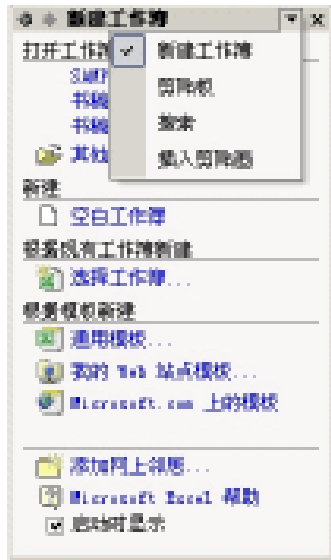 新建工作簿
打开工作簿
新建工作簿
剪贴板
搜索
插入剪贴画
书稿
书稿
其他
新建
空白工作簿
根据现有工作簿新建
选择工作簿...
根据模板新建
通用模板...
我的 Web 站点模板...
Microsoft.com 上的模板
添加网上邻居...
Microsoft Excel 帮助
启动时显示